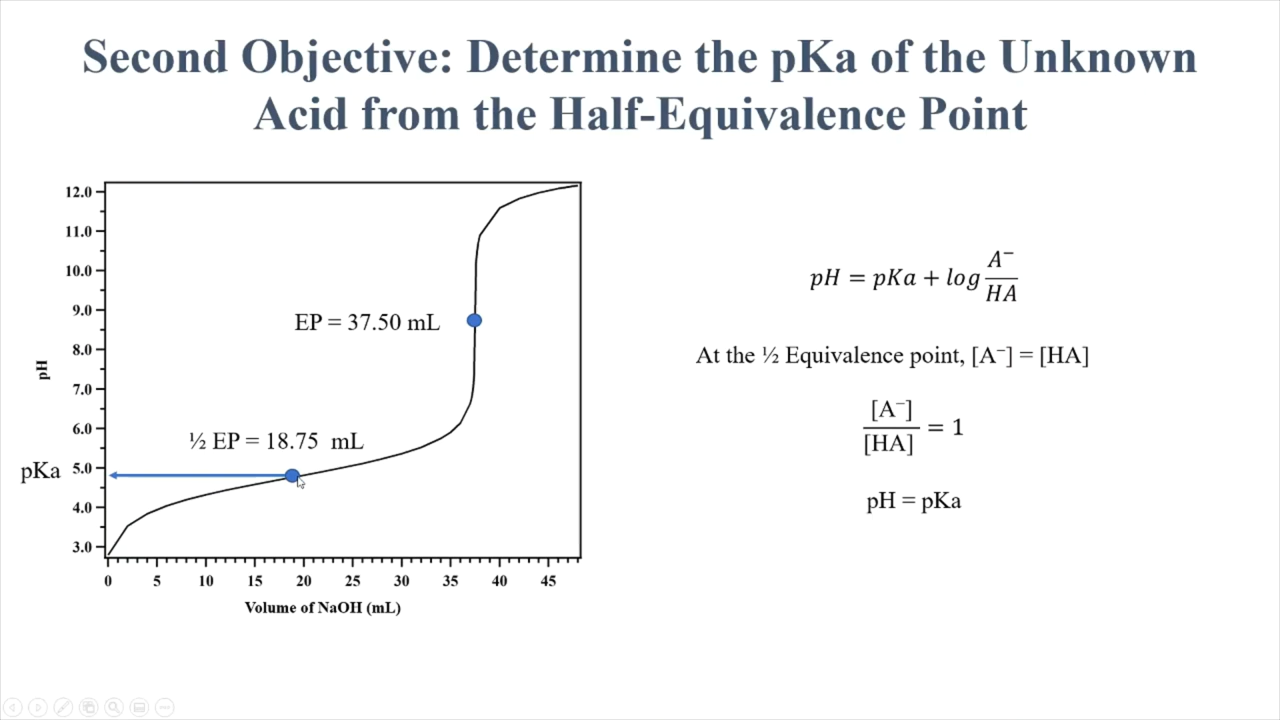 Second Objective: Determine the pKa of the Unknown
Acid from the Half-Equivalence Point
12.0
11.0
10.0
9.0
8.0
7.0
6.0
5.0
4.0
3.0
pH
pKa
EP = 37.50 mL
½ EP = 18.75 mL
0 5 10 15 20 25 30 35 40 45
Volume of NaOH (mL)
pH = pKa + log A⁻/HA
At the ½ Equivalence point, [A⁻] = [HA]
[A⁻]/[HA] = 1
pH = pKa